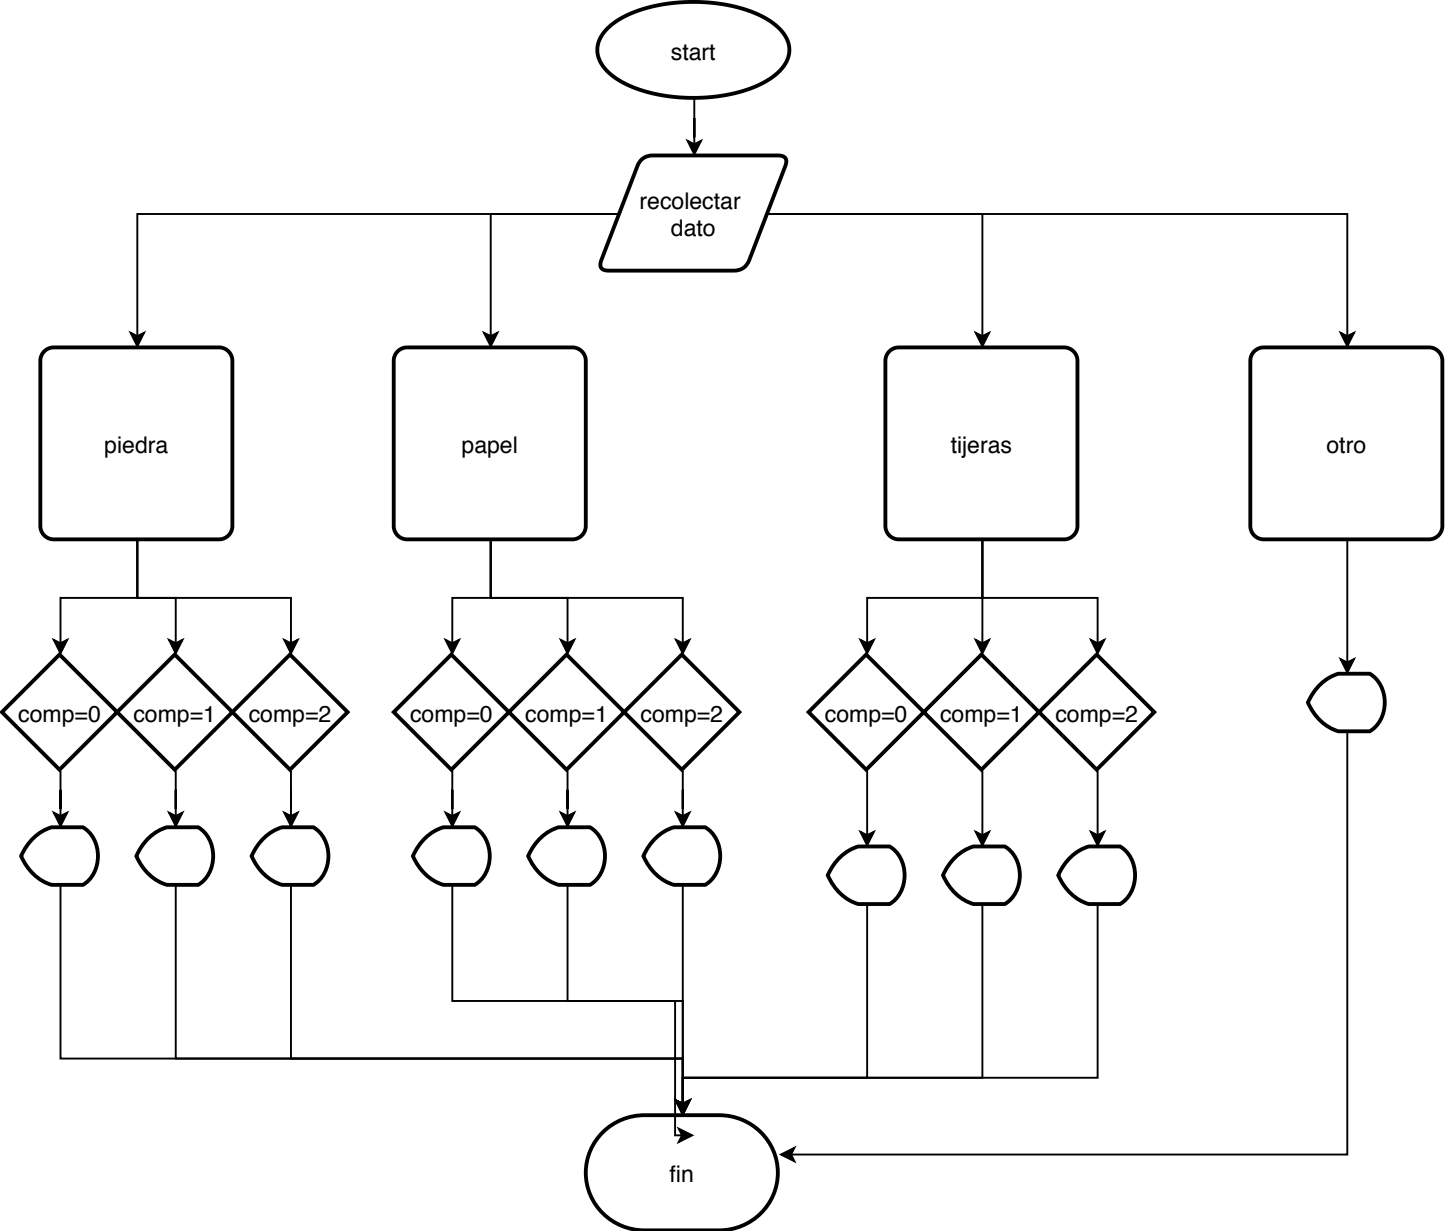 start
recolectar
dato
piedra
papel
tijeras
otro
comp=0
comp=1
comp=2
comp=0
comp=1
comp=2
comp=0
comp=1
comp=2
fin